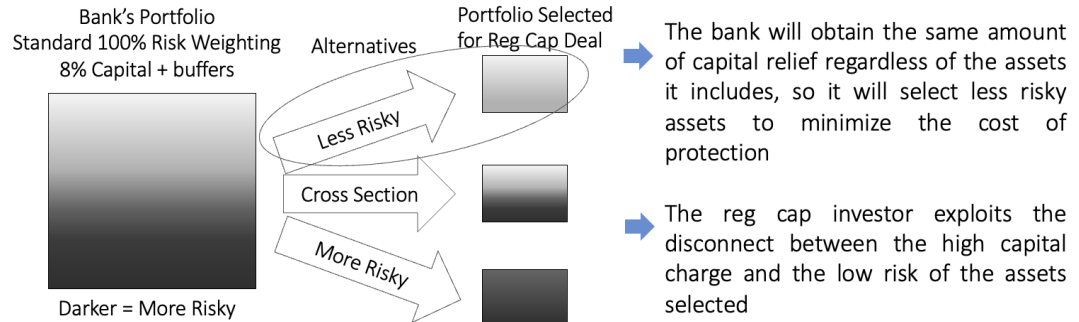 Bank's Portfolio
Standard 100% Risk Weighting
8% Capital + buffers
Darker = More Risky
Alternatives
Less Risky
Cross Section
More Risky
Portfolio Selected
for Reg Cap Deal
The bank will obtain the same amount
of capital relief regardless of the assets
it includes, so it will select less risky
assets to minimize the cost of
protection
The reg cap investor exploits the
disconnect between the high capital
charge and the low risk of the assets
selected